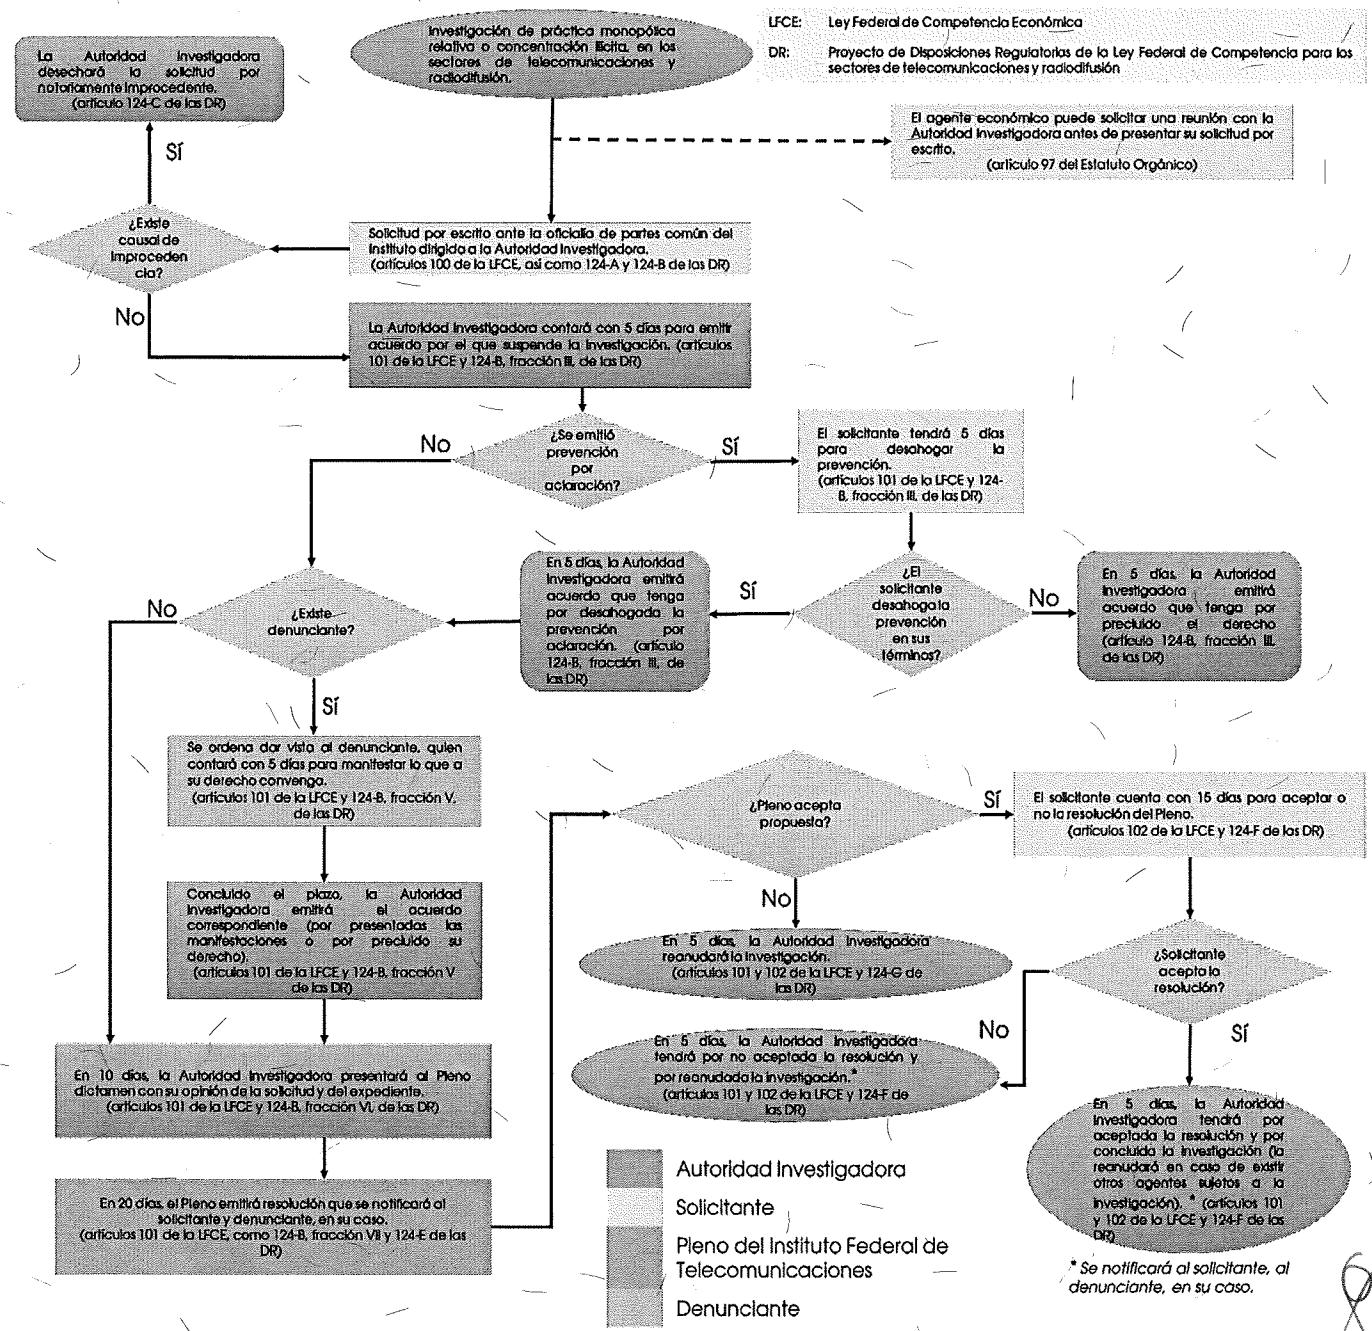 LFCE: Ley Federal de Competencia Económica
DR: Proyecto de Disposiciones Regulatorias de la Ley Federal de Competencia para los
sectores de telecomunicaciones y radiodifusión
Investigación de práctica monopólica
relativa o concentración ilícita, en los
sectores de telecomunicaciones y
radiodifusión.
La Autoridad Investigadora
desechará la solicitud por
notoriamente improcedente.
(artículo 124-C de las DR)
El agente económico puede solicitar una reunión con la
Autoridad Investigadora antes de presentar su solicitud por
escrito.
(artículo 97 del Estatuto Orgánico)
Sí
¿Existe
causal de
improceden
cia?
Solicitud por escrito ante la oficialía de partes común del
Instituto dirigida a la Autoridad Investigadora.
(artículos 100 de la LFCE, así como 124-A y 124-B de las DR)
No
La Autoridad Investigadora contará con 5 días para emitir
acuerdo por el que suspende la investigación. (artículos
101 de la LFCE y 124-B, fracción III, de las DR)
No
¿Se emitió
prevención
por
aclaración?
Sí
El solicitante tendrá 5 días
para desahogar la
prevención.
(artículos 101 de la LFCE y 124-
B, fracción III, de las DR)
No
¿Existe
denunciante?
En 5 días, la Autoridad
Investigadora emitirá
acuerdo que tenga
por desahogada la
prevención por
aclaración. (artículo
124-B, fracción III, de
las DR)
Sí
¿El
solicitante
desahoga la
prevención
en sus
términos?
No
En 5 días, la Autoridad
Investigadora emitirá
acuerdo que tenga por
precluido el derecho
(artículo 124-B, fracción III,
de las DR)
Sí
Se ordena dar vista al denunciante, quien
contará con 5 días para manifestar lo que a
su derecho convenga.
(artículos 101 de la LFCE y 124-B, fracción V,
de las DR)
¿Pleno acepta
propuesta?
Sí
El solicitante cuenta con 15 días para aceptar o
no la resolución del Pleno.
(artículos 102 de la LFCE y 124-F de las DR)
Concluido el plazo, la Autoridad
Investigadora emitirá el acuerdo
correspondiente (por presentadas las
manifestaciones o por precluido su
derecho).
(artículos 101 de la LFCE y 124-B, fracción V
de las DR)
No
En 5 días, la Autoridad Investigadora
reanudará la investigación.
(artículos 101 y 102 de la LFCE y 124-G de
las DR)
¿Solicitante
acepta la
resolución?
No
Sí
En 5 días, la Autoridad Investigadora
tendrá por no aceptada la resolución y
por reanudada la investigación.*
(artículos 101 y 102 de la LFCE y 124-F de
las DR)
En 10 días, la Autoridad Investigadora presentará al Pleno
dictamen con su opinión de la solicitud y del expediente.
(artículos 101 de la LFCE y 124-B, fracción VI, de las DR)
En 5 días, la Autoridad
Investigadora tendrá por
aceptada la resolución y por
concluida la investigación (la
reanudará en caso de existir
otros agentes sujetos a la
investigación). * (artículos 101
y 102 de la LFCE y 124-F de las
DR)
En 20 días, el Pleno emitirá resolución que se notificará al
solicitante y denunciante, en su caso.
(artículos 101 de la LFCE, como 124-B, fracción VII y 124-E de las
DR)
Autoridad Investigadora
Solicitante
Pleno del Instituto Federal de
Telecomunicaciones
Denunciante
* Se notificará al solicitante, al
denunciante, en su caso.